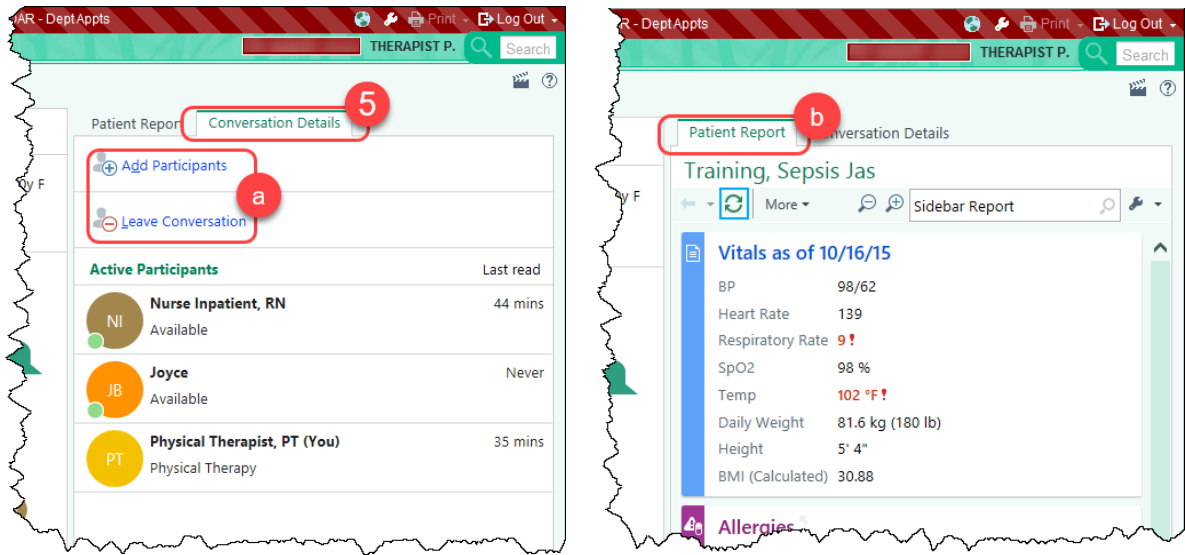 OAR - Dept Appts Print Log Out
THERAPIST P. Search
5
Patient Report Conversation Details
Add Participants
a
Leave Conversation
Active Participants Last read
NI Nurse Inpatient, RN 44 mins
Available
JB Joyce Never
Available
PT Physical Therapist, PT (You) 35 mins
Physical Therapy
R - Dept Appts Print Log Out
THERAPIST P. Search
b
Patient Report Conversation Details
Training, Sepsis Jas
More Sidebar Report
Vitals as of 10/16/15
BP 98/62
Heart Rate 139
Respiratory Rate 9 !
SpO2 98 %
Temp 102 °F !
Daily Weight 81.6 kg (180 lb)
Height 5' 4"
BMI (Calculated) 30.88
Allergies